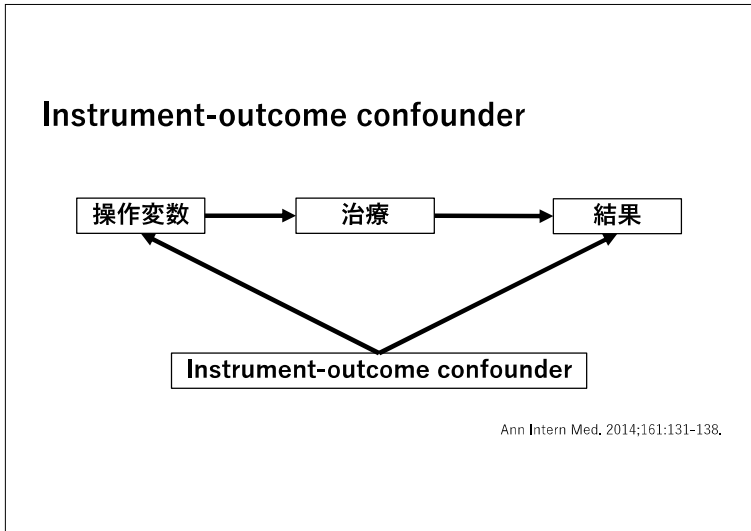 Instrument-outcome confounder
操作変数
治療
結果
Instrument-outcome confounder
Ann Intern Med. 2014;161:131-138.